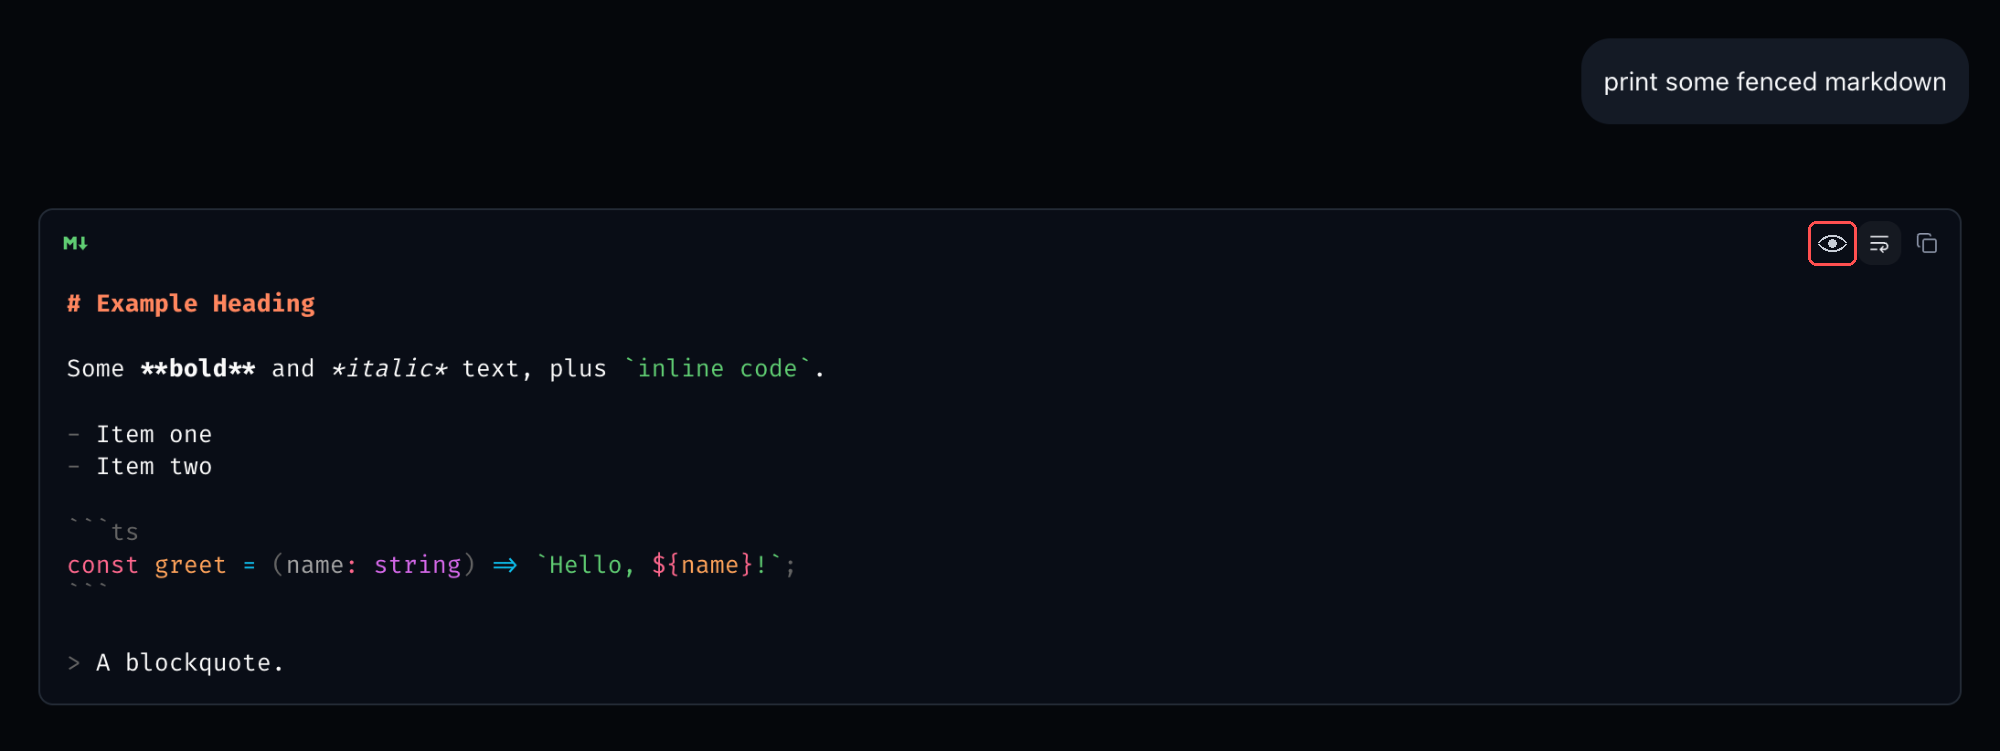 print some fenced markdown
M↓
# Example Heading
Some **bold** and *italic* text, plus `inline code`.
- Item one
- Item two
```ts
const greet = (name: string) => `Hello, ${name}!`;
```
> A blockquote.